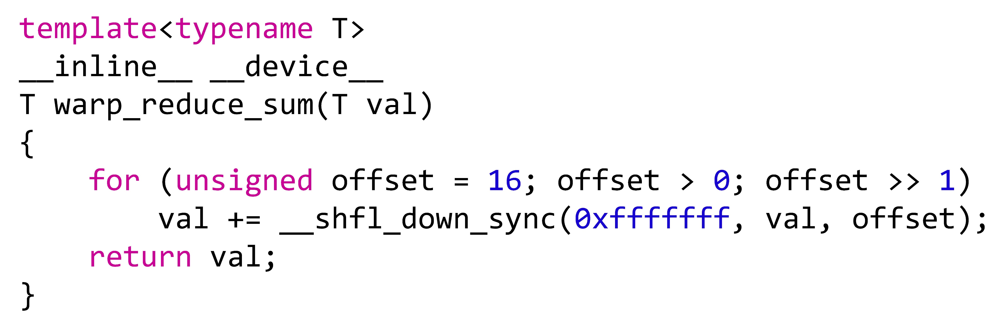 template<typename T>
__inline__ __device__
T warp_reduce_sum(T val)
{
    for (unsigned offset = 16; offset > 0; offset >> 1)
        val += __shfl_down_sync(0xfffffff, val, offset);
    return val;
}